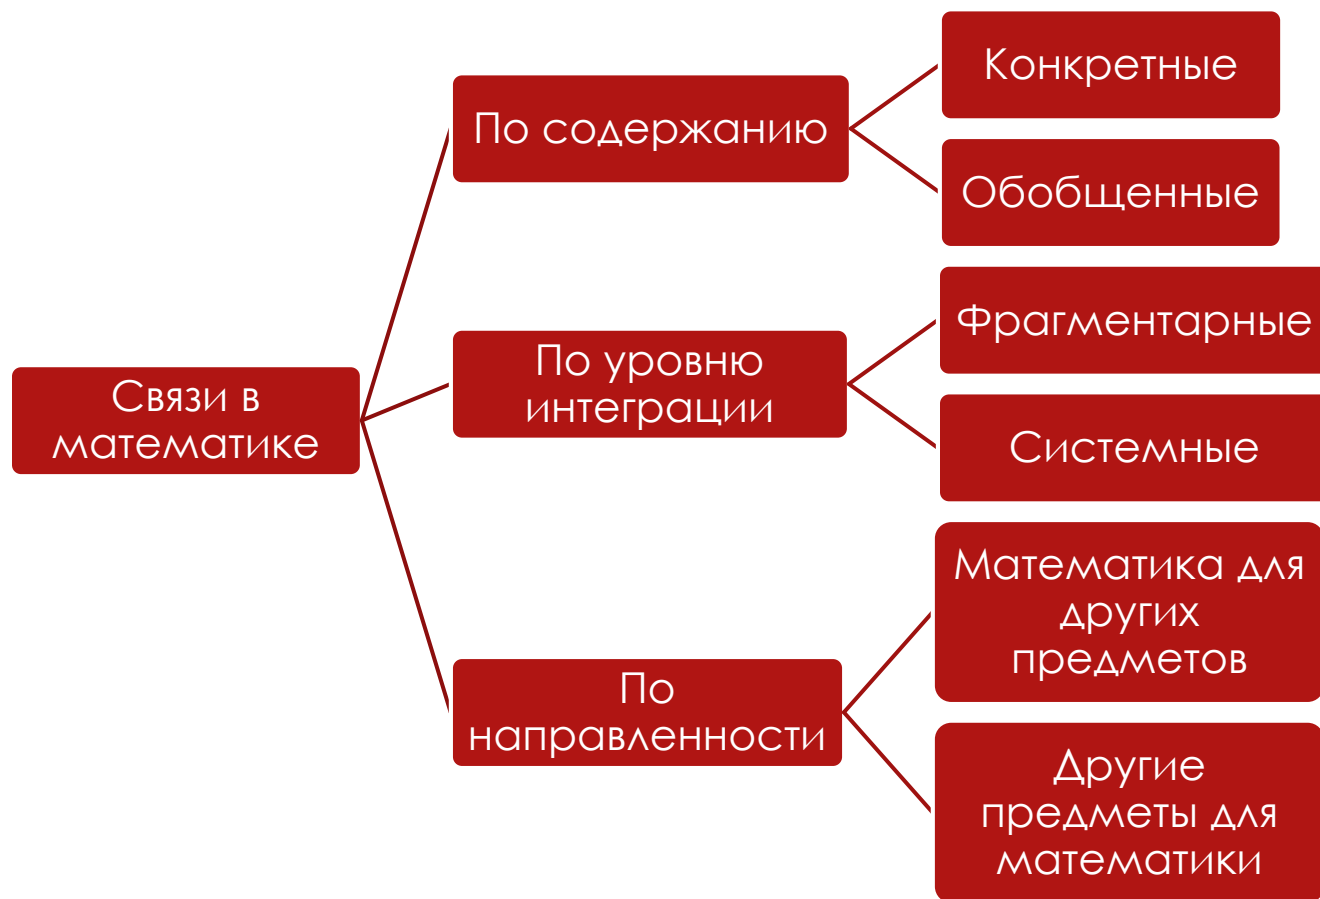 Связи в
математике
По содержанию
Конкретные
Обобщенные
По уровню
интеграции
Фрагментарные
Системные
По
направленности
Математика для
других
предметов
Другие
предметы для
математики